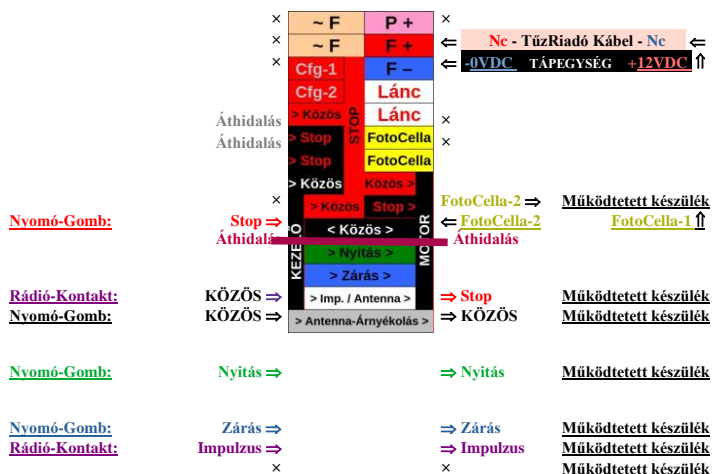 × ~ F P + ×
× ~ F F + ⇐ Nc - TűzRiadó Kábel - Nc ⇐
× Cfg-1 F – ⇐ -0VDC TÁPEGYSÉG +12VDC ⇑
Cfg-2 Lánc
Áthidalás > Közös STOP Lánc ×
Áthidalás > Stop FotoCella ×
> Stop FotoCella
> Közös Közös >
× > Közös Stop > FotoCella-2 ⇒ Működtetett készülék
Nyomó-Gomb: Stop ⇒ KEZELŐ < Közös > MOTOR ⇐ FotoCella-2 FotoCella-1 ⇑
Áthidalás Áthidalás
> Nyitás >
> Zárás >
Rádió-Kontakt: KÖZÖS ⇒ > Imp. / Antenna > ⇒ Stop Működtetett készülék
Nyomó-Gomb: KÖZÖS ⇒ > Antenna-Árnyékolás > ⇒ KÖZÖS Működtetett készülék
Nyomó-Gomb: Nyitás ⇒ ⇒ Nyitás Működtetett készülék
Nyomó-Gomb: Zárás ⇒ ⇒ Zárás Működtetett készülék
Rádió-Kontakt: Impulzus ⇒ ⇒ Impulzus Működtetett készülék
× × Működtetett készülék